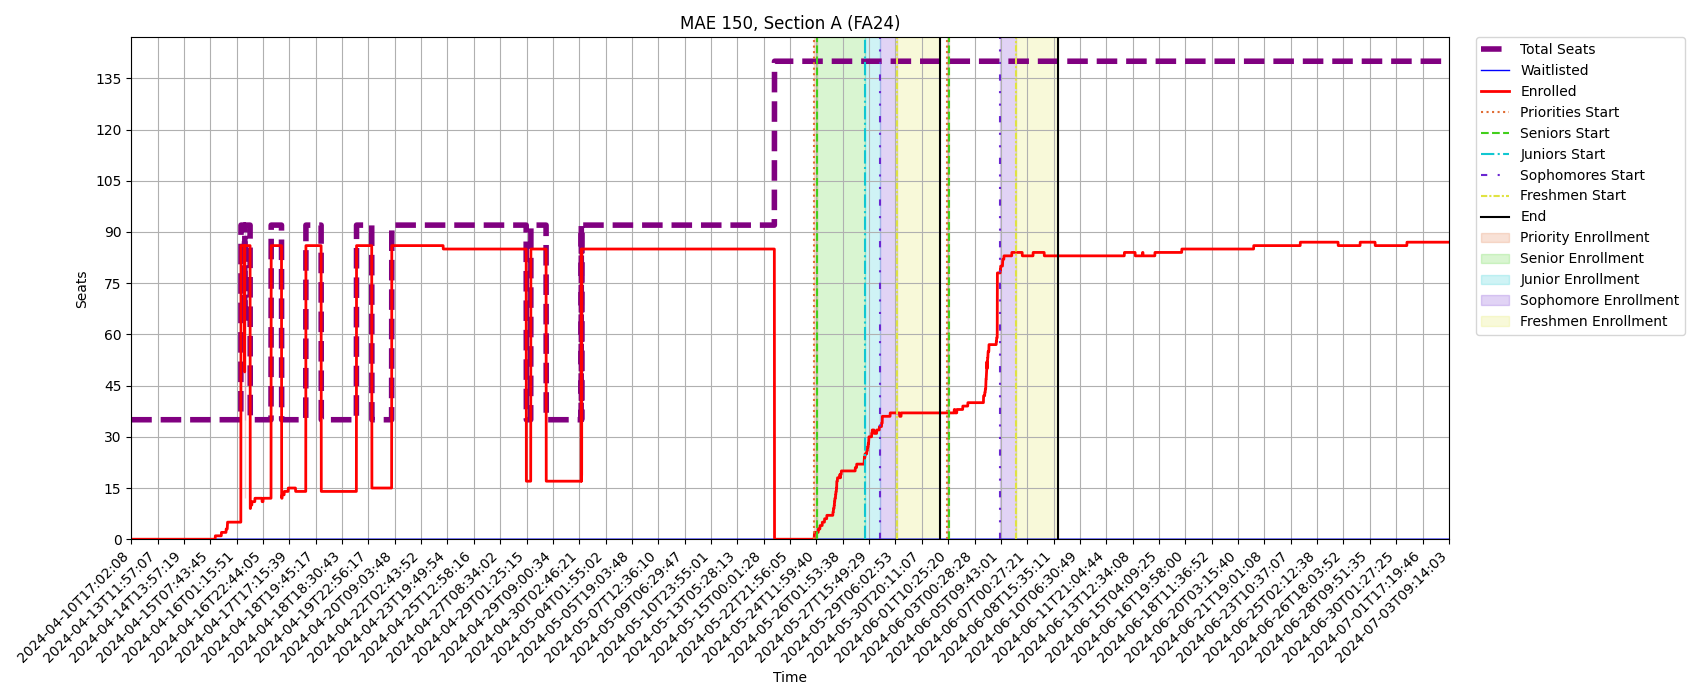 MAE 150, Section A (FA24)
Seats
135
120
105
90
75
60
45
30
15
0
2024-04-10T17:02:08
2024-04-13T11:57:07
2024-04-14T13:57:19
2024-04-15T07:43:45
2024-04-16T01:15:51
2024-04-16T22:44:05
2024-04-17T17:15:39
2024-04-18T19:45:17
2024-04-18T18:30:43
2024-04-19T22:56:17
2024-04-20T09:03:48
2024-04-22T02:43:52
2024-04-23T19:49:54
2024-04-25T12:58:16
2024-04-27T08:34:02
2024-04-29T01:25:15
2024-04-29T09:00:34
2024-04-30T02:46:21
2024-05-04T01:55:02
2024-05-05T19:03:48
2024-05-07T12:36:10
2024-05-09T06:29:47
2024-05-10T23:55:01
2024-05-13T05:28:13
2024-05-15T00:01:28
2024-05-22T21:56:05
2024-05-24T11:59:40
2024-05-26T01:53:38
2024-05-27T15:49:29
2024-05-29T06:02:53
2024-05-30T20:11:07
2024-06-01T10:25:20
2024-06-03T00:28:28
2024-06-05T09:43:01
2024-06-07T00:27:21
2024-06-08T15:35:11
2024-06-10T06:30:49
2024-06-11T21:04:44
2024-06-13T12:34:08
2024-06-15T04:09:25
2024-06-16T19:58:00
2024-06-18T11:36:52
2024-06-20T03:15:40
2024-06-21T19:01:08
2024-06-23T10:37:07
2024-06-25T02:12:38
2024-06-26T18:03:52
2024-06-28T09:51:35
2024-06-30T01:27:25
2024-07-01T17:19:46
2024-07-03T09:14:03
Time
Total Seats
Waitlisted
Enrolled
Priorities Start
Seniors Start
Juniors Start
Sophomores Start
Freshmen Start
End
Priority Enrollment
Senior Enrollment
Junior Enrollment
Sophomore Enrollment
Freshmen Enrollment